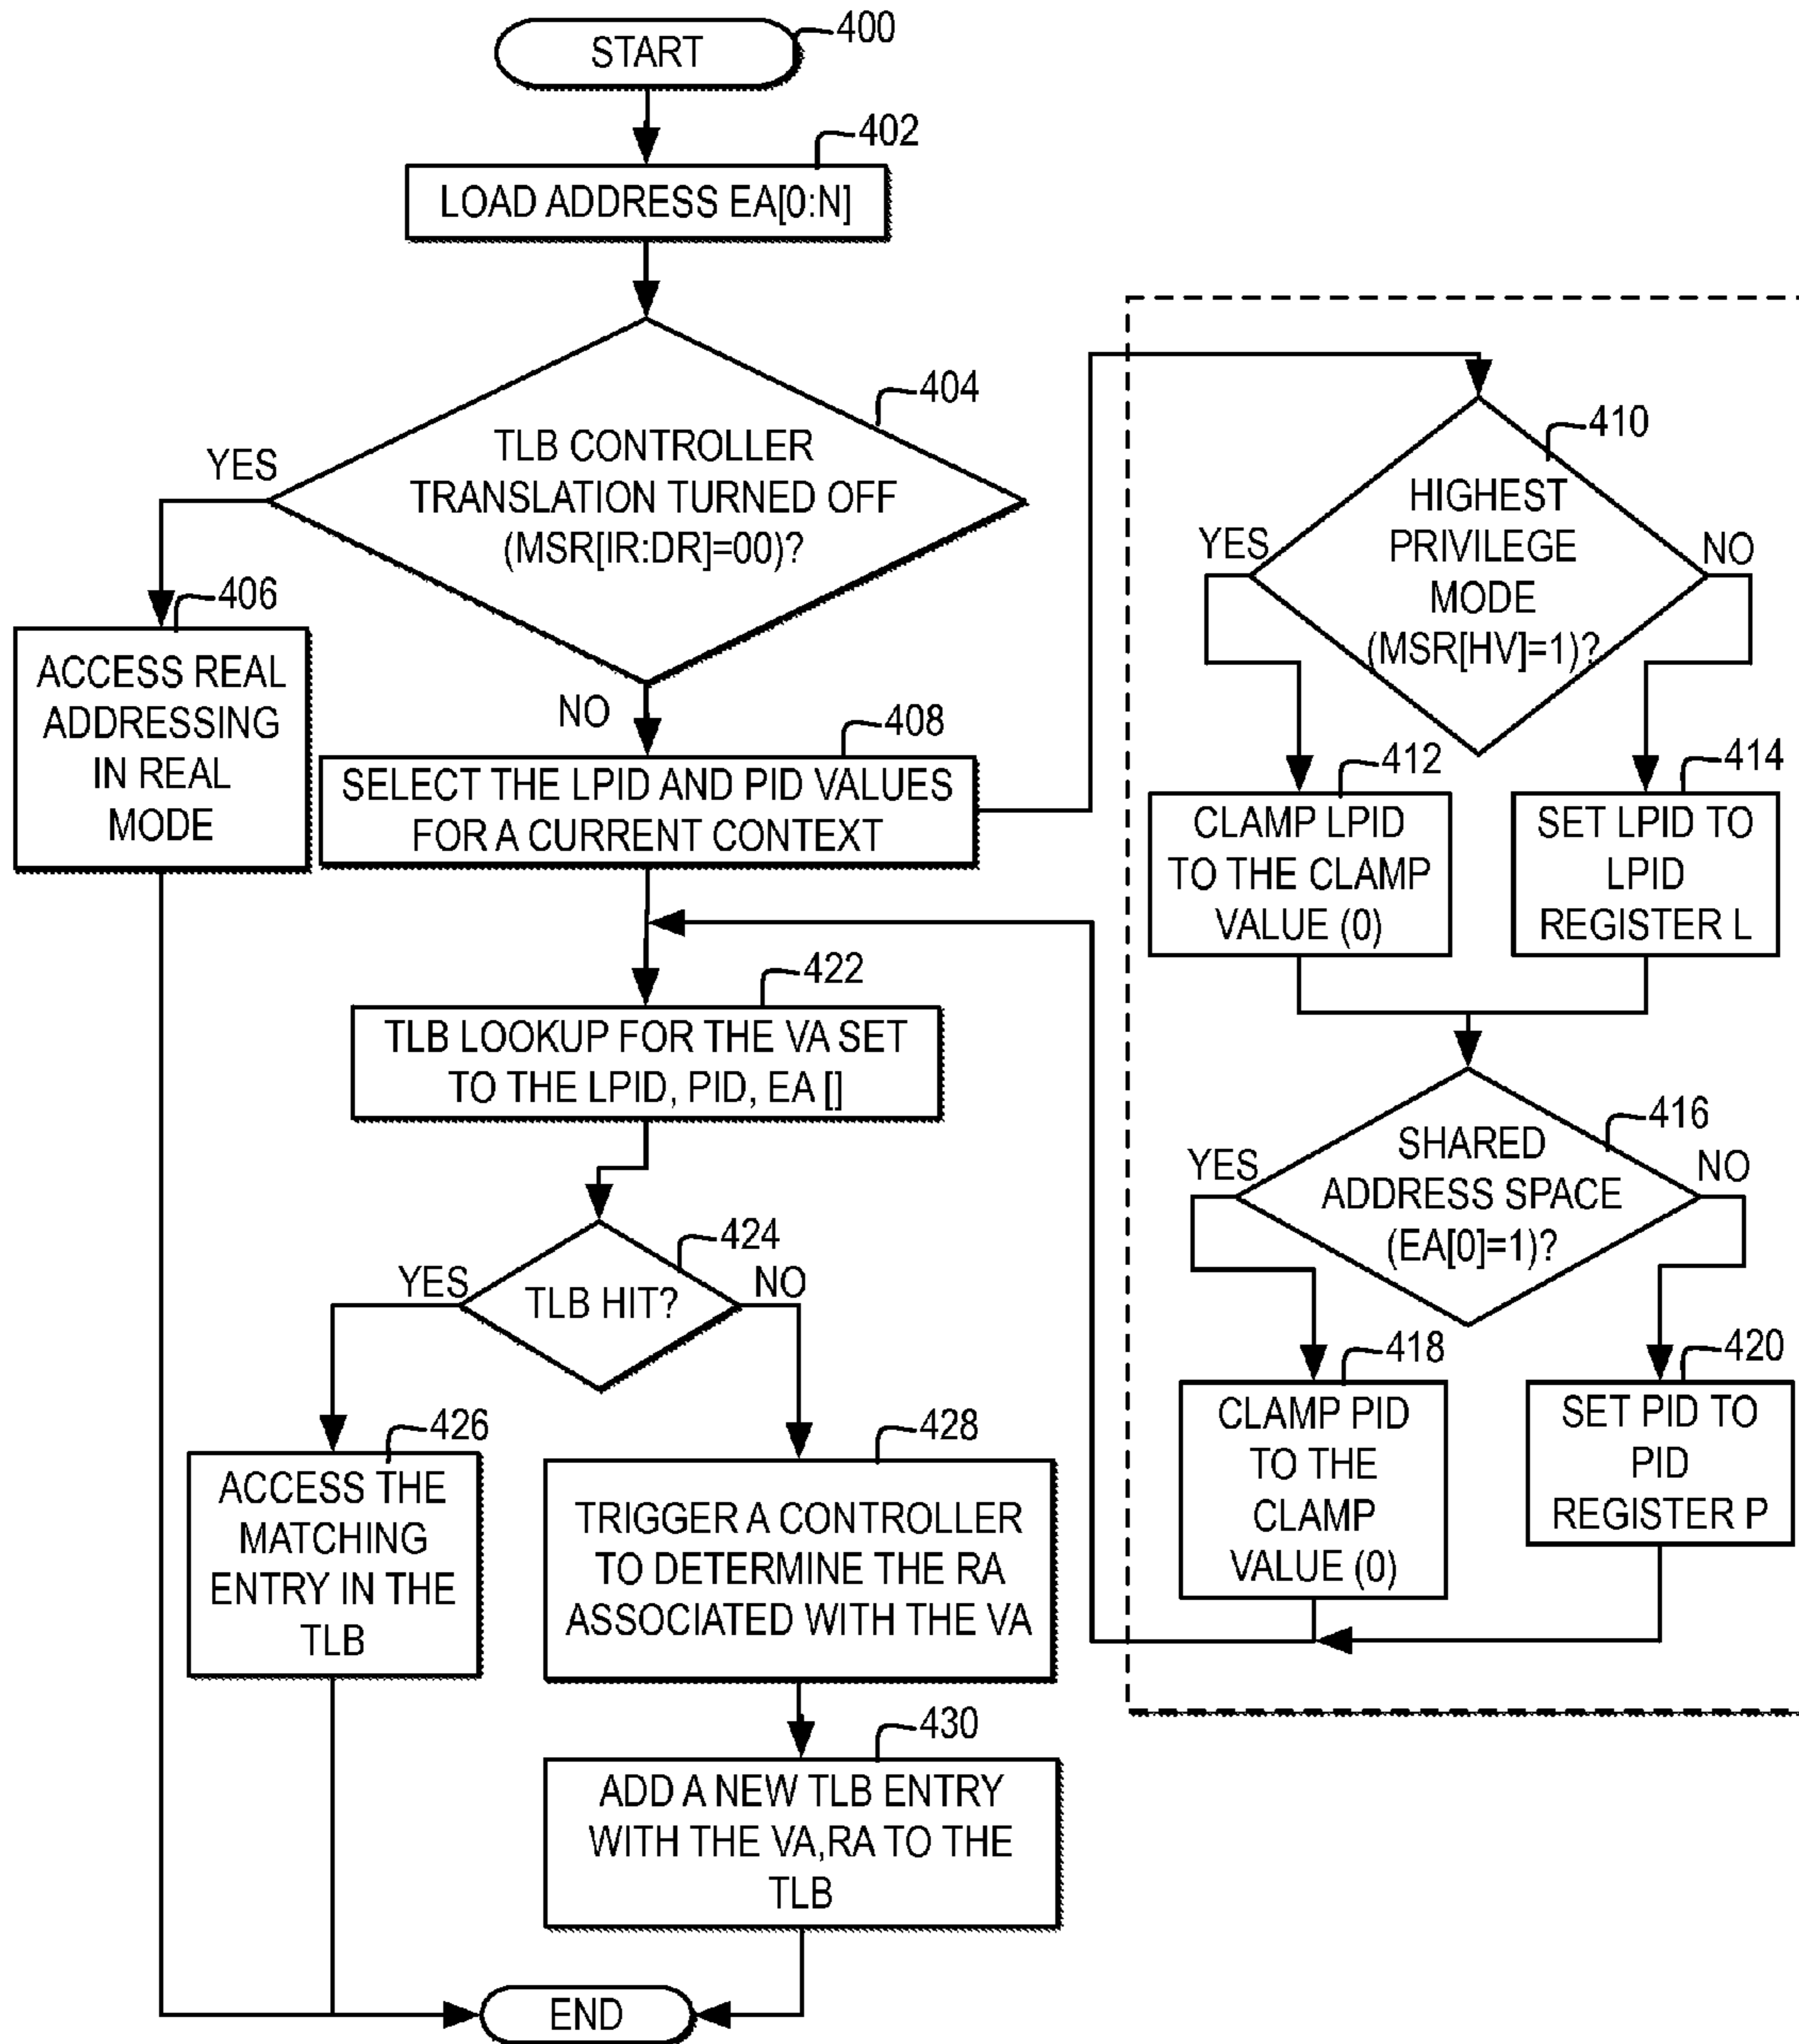 START
400
402
LOAD ADDRESS EA[0:N]
404
TLB CONTROLLER
TRANSLATION TURNED OFF
(MSR[IR:DR]=00)?
YES
NO
406
ACCESS REAL
ADDRESSING
IN REAL
MODE
408
SELECT THE LPID AND PID VALUES
FOR A CURRENT CONTEXT
410
HIGHEST
PRIVILEGE
MODE
(MSR[HV]=1)?
YES
NO
412
CLAMP LPID
TO THE CLAMP
VALUE (0)
414
SET LPID TO
LPID
REGISTER L
416
SHARED
ADDRESS SPACE
(EA[0]=1)?
YES
NO
418
CLAMP PID
TO THE
CLAMP
VALUE (0)
420
SET PID TO
PID
REGISTER P
422
TLB LOOKUP FOR THE VA SET
TO THE LPID, PID, EA []
424
TLB HIT?
YES
NO
426
ACCESS THE
MATCHING
ENTRY IN THE
TLB
428
TRIGGER A CONTROLLER
TO DETERMINE THE RA
ASSOCIATED WITH THE VA
430
ADD A NEW TLB ENTRY
WITH THE VA,RA TO THE
TLB
END